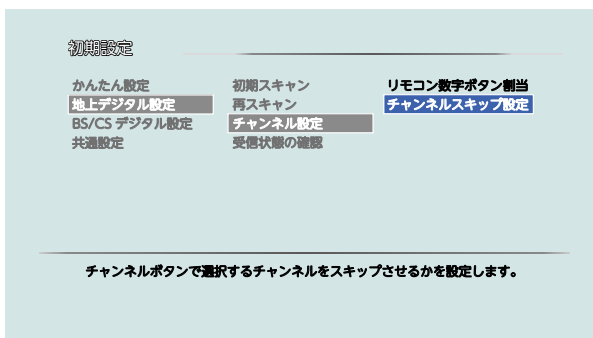 初期設定
かんたん設定 初期スキャン リモコン数字ボタン割当
地上デジタル設定 再スキャン チャンネルスキップ設定
BS/CS デジタル設定 チャンネル設定
共通設定 受信状態の確認
チャンネルボタンで選択するチャンネルをスキップさせるかを設定します。